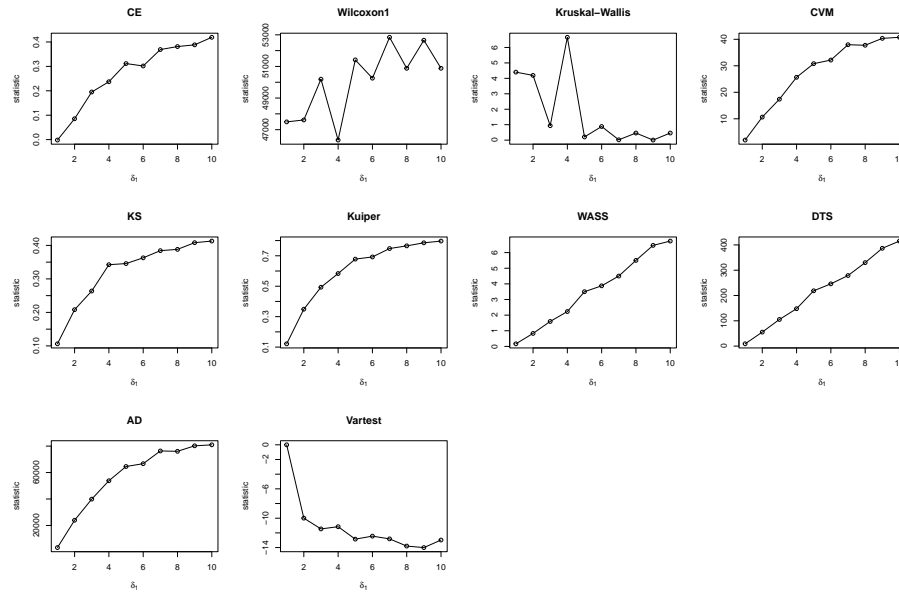 CE
statistic
0.0 0.1 0.2 0.3 0.4
2 4 6 8 10
δ1
Wilcoxon1
statistic
47000 49000 51000 53000
2 4 6 8 10
δ1
Kruskal−Wallis
statistic
0 1 2 3 4 5 6
2 4 6 8 10
δ1
CVM
statistic
10 20 30 40
2 4 6 8 10
δ1
KS
statistic
0.10 0.20 0.30 0.40
2 4 6 8 10
δ1
Kuiper
statistic
0.1 0.3 0.5 0.7
2 4 6 8 10
δ1
WASS
statistic
0 1 2 3 4 5 6
2 4 6 8 10
δ1
DTS
statistic
0 100 200 300 400
2 4 6 8 10
δ1
AD
statistic
20000 60000
2 4 6 8 10
δ1
Vartest
statistic
−14 −10 −6 −2 0
2 4 6 8 10
δ1